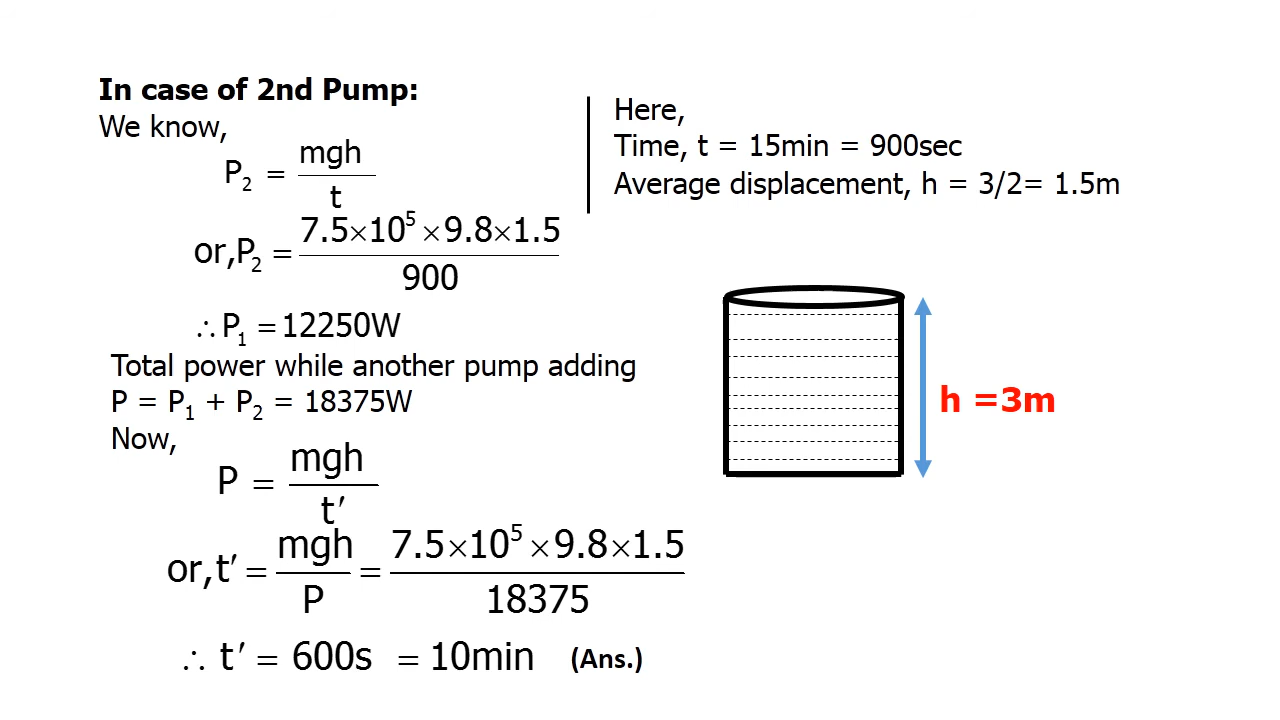 In case of 2nd Pump:
We know,
P₂ = mgh / t
or,P₂ = 7.5×10⁵ ×9.8×1.5 / 900
∴P₁ =12250W
Total power while another pump adding
P = P₁ + P₂ = 18375W
Now,
P = mgh / t′
or,t′ = mgh / P = 7.5×10⁵ ×9.8×1.5 / 18375
∴ t′ = 600s = 10min (Ans.)
Here,
Time, t = 15min = 900sec
Average displacement, h = 3/2= 1.5m
h =3m